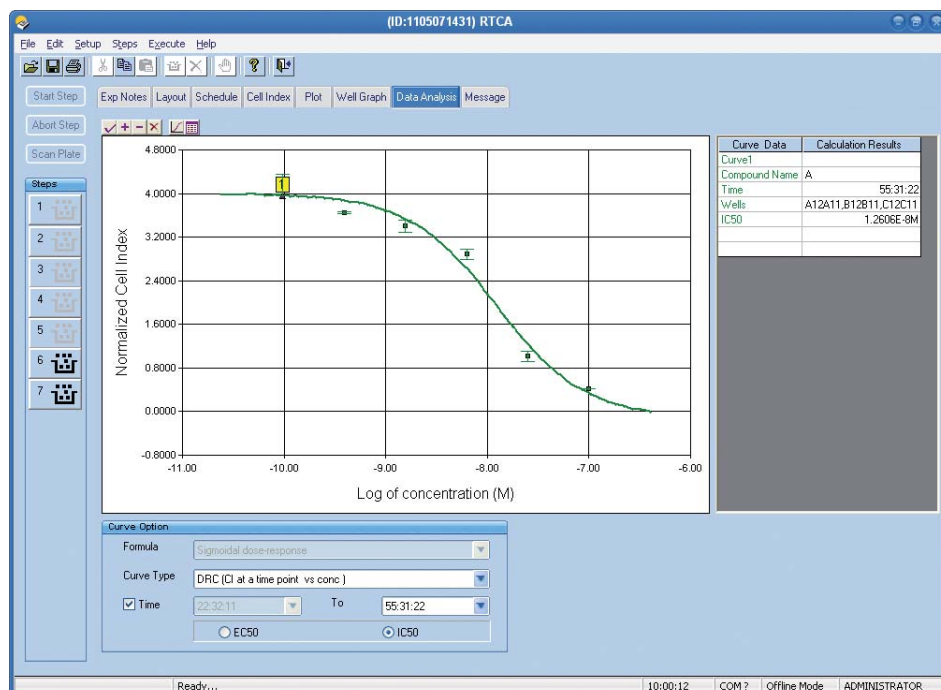 (ID:1105071431) RTCA
File Edit Setup Steps Execute Help
Start Step
Abort Step
Scan Plate
Exp Notes Layout Schedule Cell Index Plot Well Graph Data Analysis Message
Steps
1
2
3
4
5
6
7
4.8000
4.0000
3.2000
2.4000
1.6000
0.8000
0.0000
-0.8000
Normalized Cell Index
1
-11.00 -10.00 -9.00 -8.00 -7.00 -6.00
Log of concentration (M)
Curve Data Calculation Results
Curve1
Compound Name A
Time 55:31:22
Wells A12A11,B12B11,C12C11
IC50 1.2606E-8M
Curve Option
Formula Sigmoidal dose-response
Curve Type DRC (CI at a time point vs conc )
Time 22:32:11 To 55:31:22
EC50 IC50
Ready... 10:00:12 COM ? Offline Mode ADMINISTRATOR